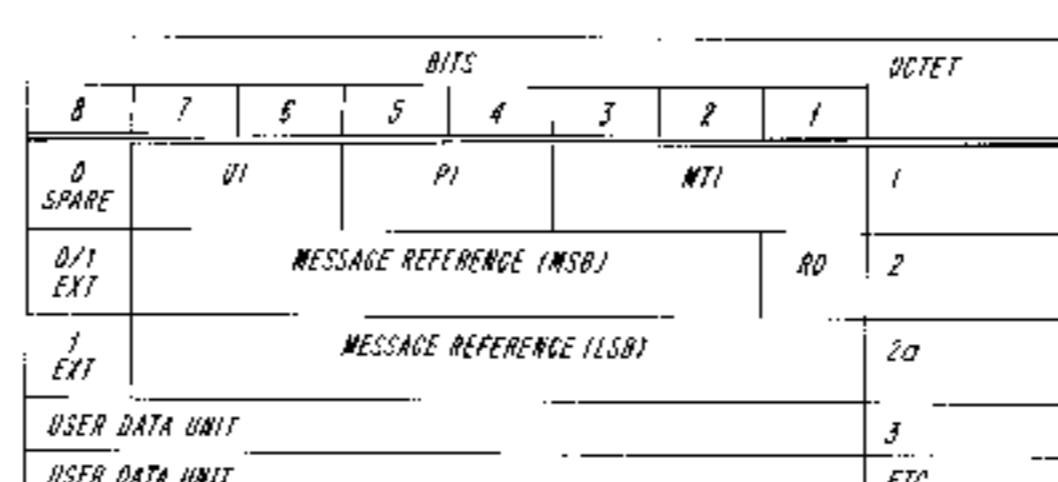 BITS OCTET
8 7 6 5 4 3 2 1
0 SPARE UI PI MTI 1
0/1 EXT MESSAGE REFERENCE (MSB) RO 2
1 EXT MESSAGE REFERENCE (LSB) 2a
USER DATA UNIT 3
USER DATA UNIT ETC